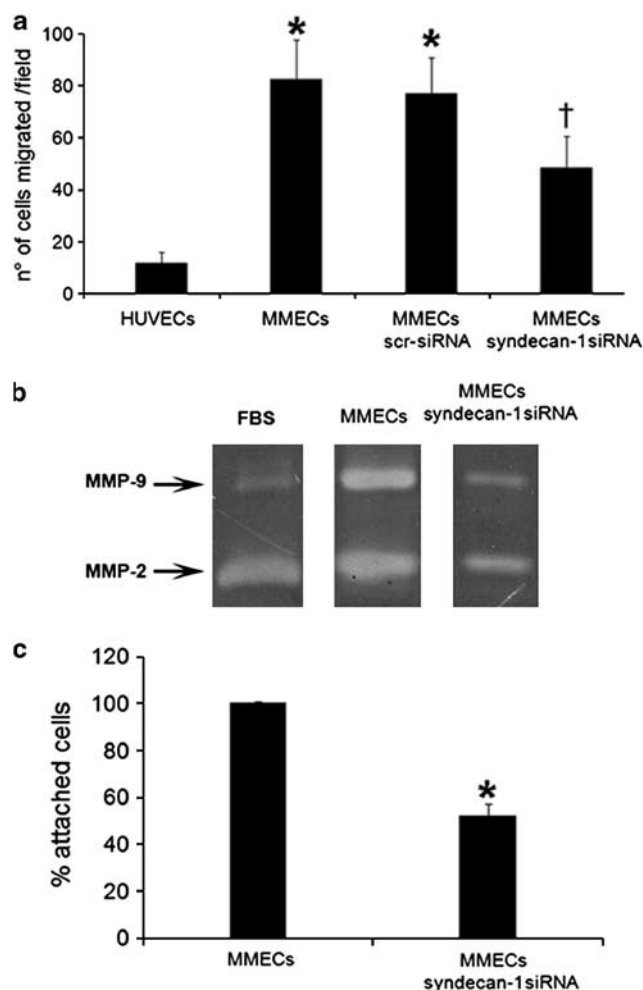 a
n° of cells migrated /field
100
80
60
40
20
0
*
*
†
HUVECs
MMECs
MMECs
scr-siRNA
MMECs
syndecan-1siRNA
b
FBS
MMECs
MMECs
syndecan-1siRNA
MMP-9
MMP-2
c
% attached cells
120
100
80
60
40
20
0
*
MMECs
MMECs
syndecan-1siRNA